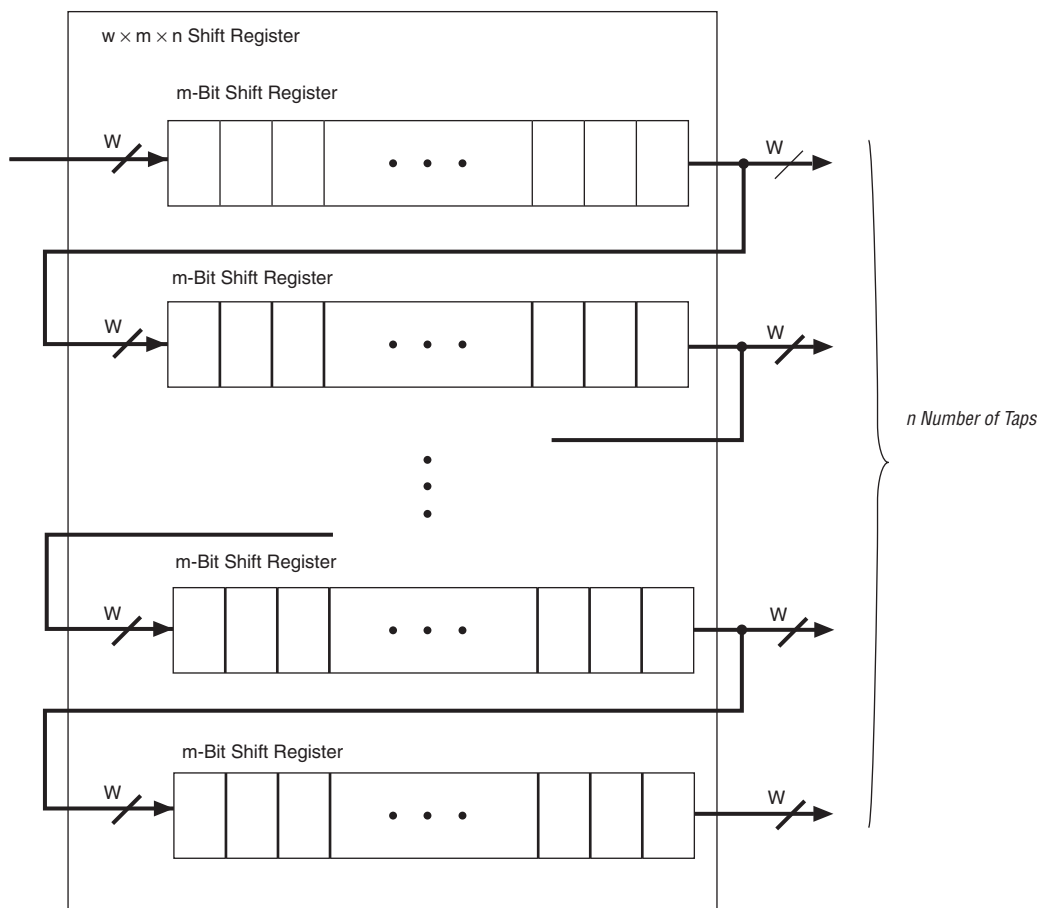 w × m × n Shift Register
m-Bit Shift Register
W
W
m-Bit Shift Register
W
W
n Number of Taps
m-Bit Shift Register
W
W
m-Bit Shift Register
W
W